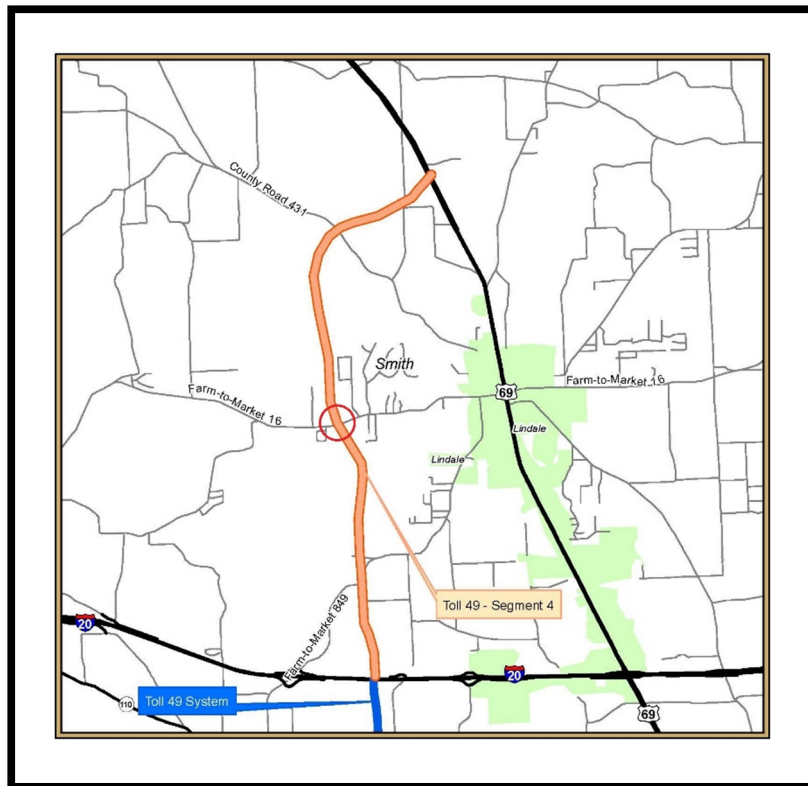 County Road 431
Smith
Farm-to-Market 16
69
Farm-to-Market 16
Lindale
Lindale
Toll 49 - Segment 4
Farm-to-Market 849
20
20
110
Toll 49 System
69